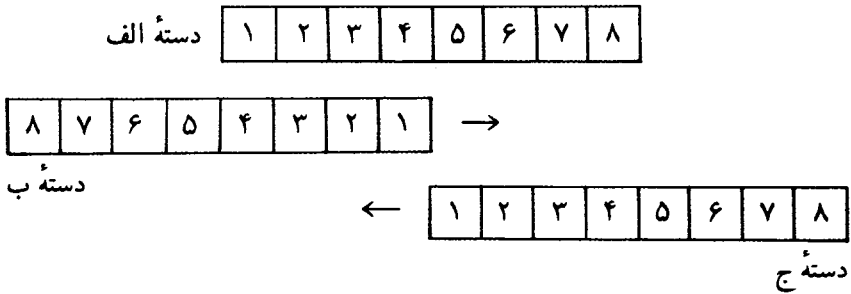 دستهٔ الف ۱ ۲ ۳ ۴ ۵ ۶ ۷ ۸
۸ ۷ ۶ ۵ ۴ ۳ ۲ ۱ →
دستهٔ ب
← ۱ ۲ ۳ ۴ ۵ ۶ ۷ ۸
دستهٔ ج